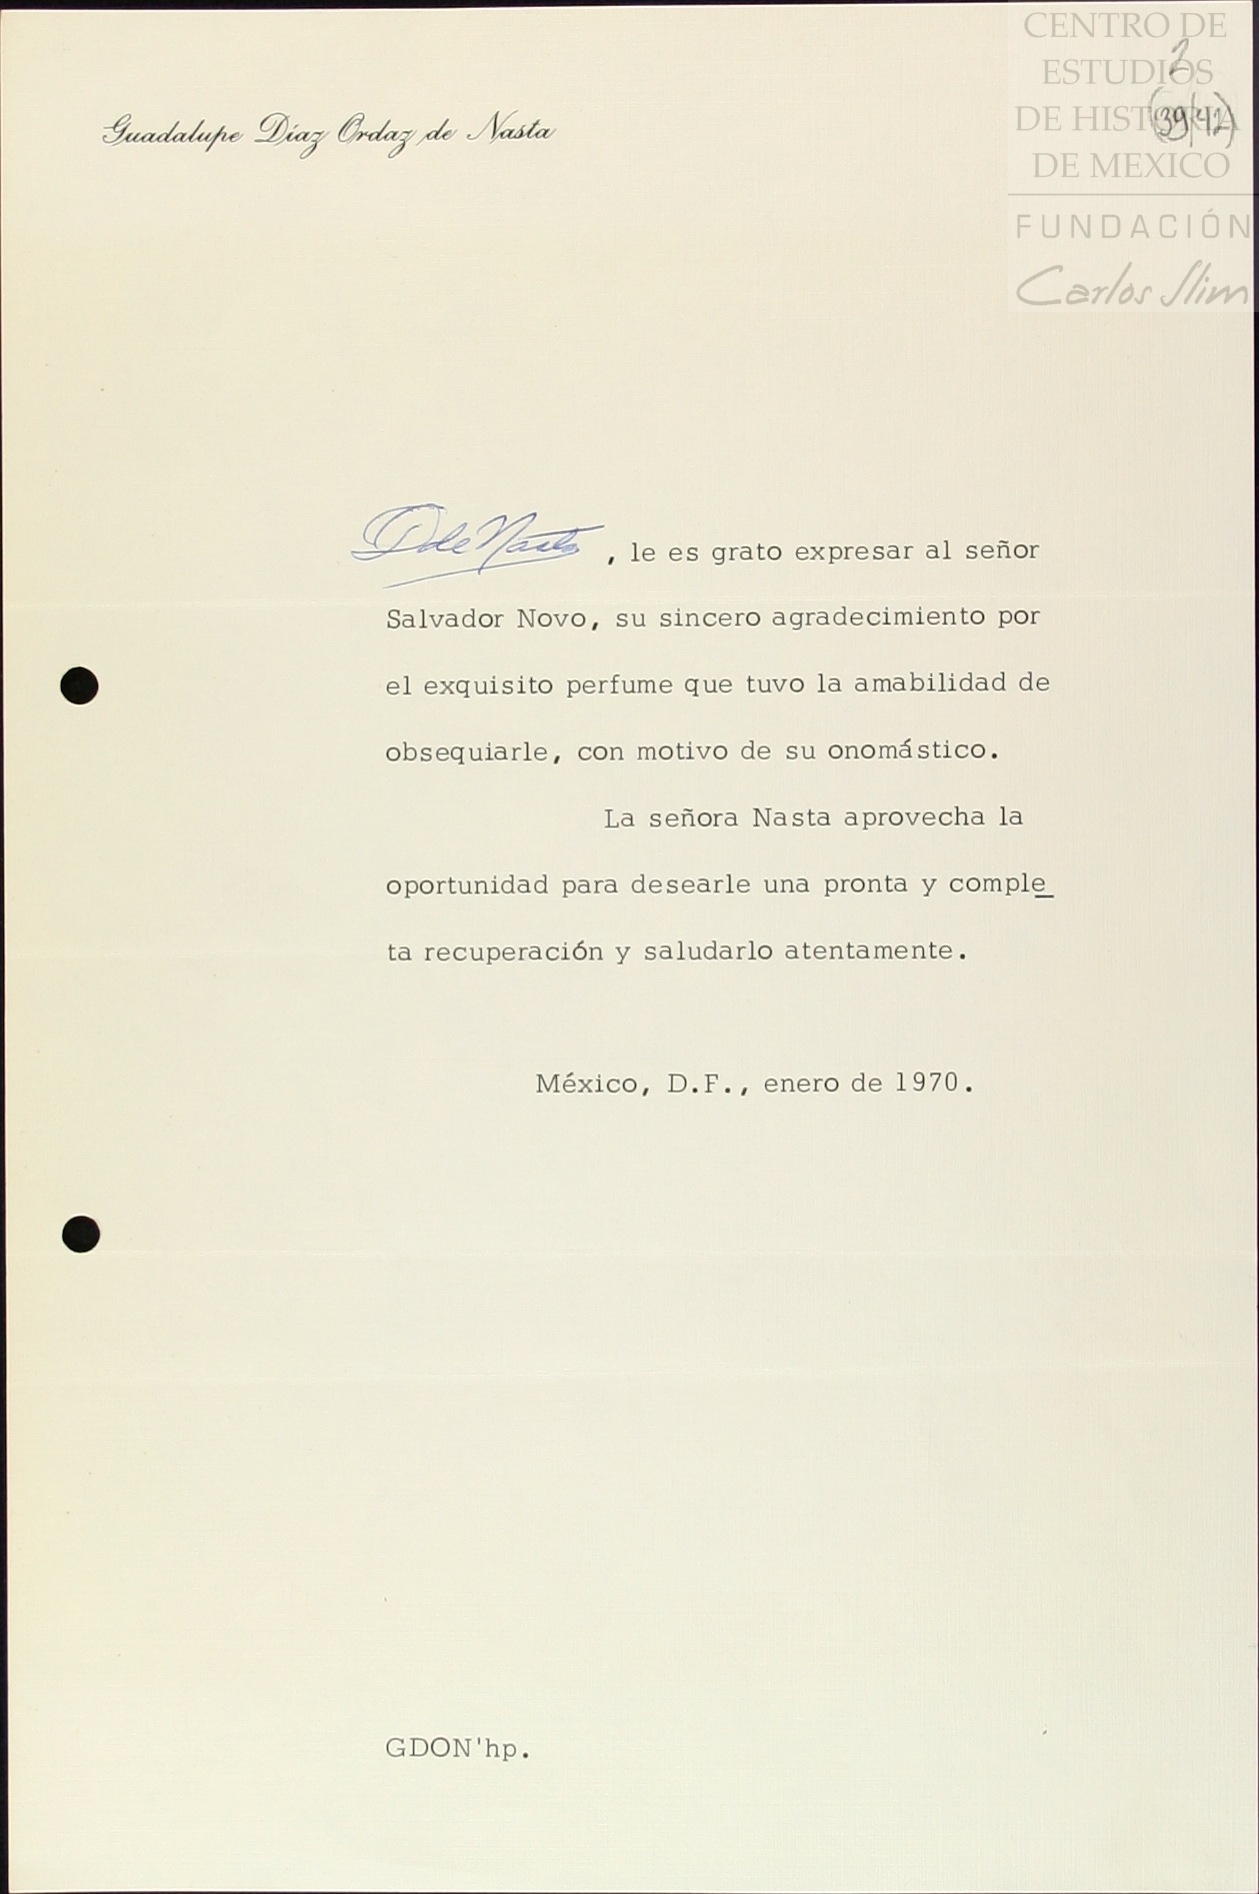 CENTRO DE
ESTUDIOS
DE HISTORIA
DE MEXICO
FUNDACIÓN
Carlos Slim
2
(39/42)
Guadalupe Díaz Ordaz de Nasta
de Nasta, le es grato expresar al señor
Salvador Novo, su sincero agradecimiento por
el exquisito perfume que tuvo la amabilidad de
obsequiarle, con motivo de su onomástico.
La señora Nasta aprovecha la
oportunidad para desearle una pronta y comple
ta recuperación y saludarlo atentamente.
México, D.F., enero de 1970.
GDON'hp.